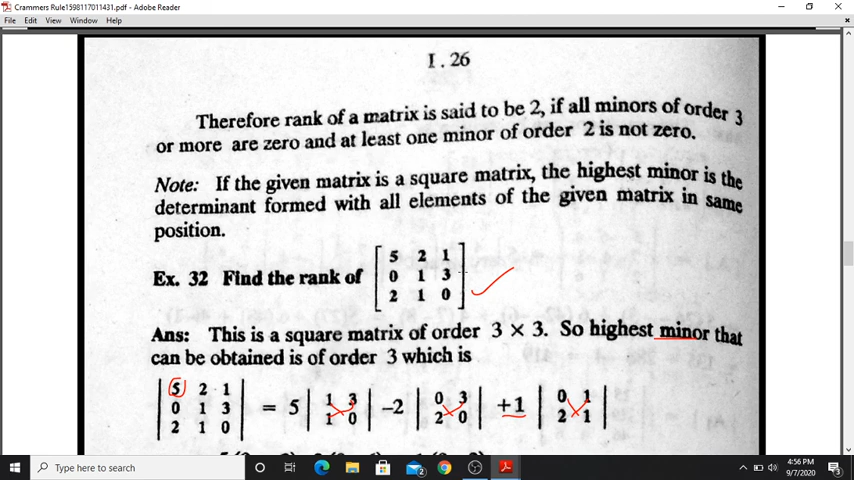 Crammers Rule1598117011431.pdf - Adobe Reader
File Edit View Window Help
I . 26
Therefore rank of a matrix is said to be 2, if all minors of order 3
or more are zero and at least one minor of order 2 is not zero.
Note: If the given matrix is a square matrix, the highest minor is the
determinant formed with all elements of the given matrix in same
position.
5 2 1
Ex. 32 Find the rank of 0 1 3
2 1 0
Ans: This is a square matrix of order 3 × 3. So highest minor that
can be obtained is of order 3 which is
5 2 1 1 3 0 3 0 1
0 1 3 = 5 -2 +1
2 1 0 1 0 2 0 2 1
Type here to search
4:56 PM
9/7/2020